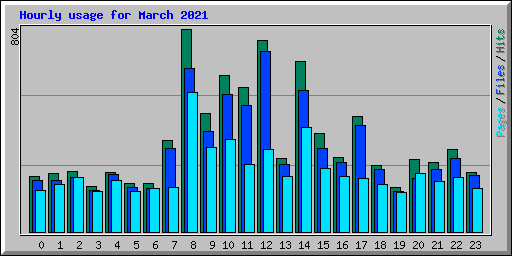 Hourly usage for March 2021
804
Pages / Files / Hits
0 1 2 3 4 5 6 7 8 9 10 11 12 13 14 15 16 17 18 19 20 21 22 23